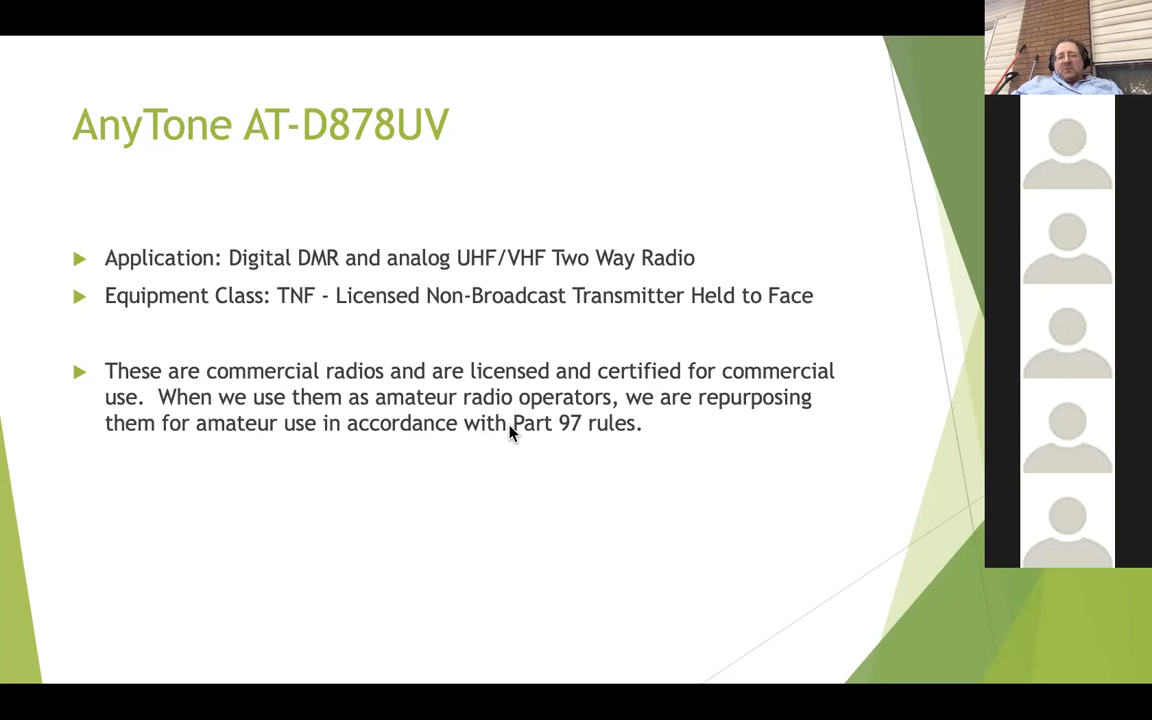 AnyTone AT-D878UV
Application: Digital DMR and analog UHF/VHF Two Way Radio
Equipment Class: TNF - Licensed Non-Broadcast Transmitter Held to Face
These are commercial radios and are licensed and certified for commercial
use.  When we use them as amateur radio operators, we are repurposing
them for amateur use in accordance with Part 97 rules.